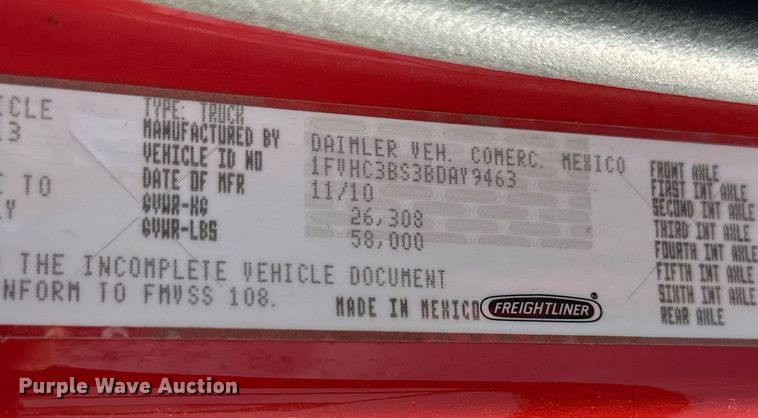 ICLE
13
E TO
LY
TYPE: TRUCK
MANUFACTURED BY DAIMLER VEH. COMERC. MEXICO
VEHICLE ID NO 1FVHC3BS3BDAY9463
DATE OF MFR 11/10
GVWR-KG 26,308
GVWR-LBS 58,000
THE INCOMPLETE VEHICLE DOCUMENT
NFORM TO FMVSS 108.
MADE IN MEXICO FREIGHTLINER®
FRONT AXLE
FIRST INT AXLE
SECOND INT AXLE
THIRD INT AXLE
FOURTH INT AXLE
FIFTH INT AXLE
SIXTH INT AXLE
REAR AXLE
Purple Wave Auction